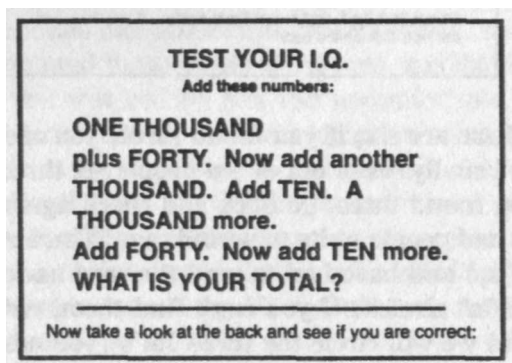 TEST YOUR I.Q.
Add these numbers:
ONE THOUSAND
plus FORTY. Now add another
THOUSAND. Add TEN. A
THOUSAND more.
Add FORTY. Now add TEN more.
WHAT IS YOUR TOTAL?
Now take a look at the back and see if you are correct: